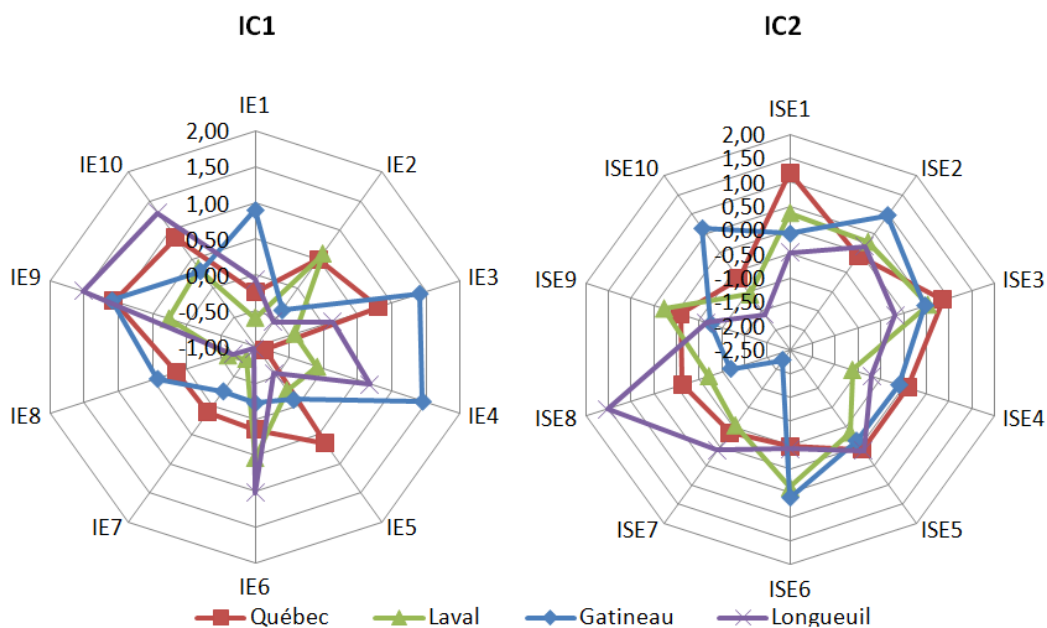 IC1
IE1
IE2
IE3
IE4
IE5
IE6
IE7
IE8
IE9
IE10
2,00
1,50
1,00
0,50
0,00
-0,50
-1,00
IC2
ISE1
ISE2
ISE3
ISE4
ISE5
ISE6
ISE7
ISE8
ISE9
ISE10
2,00
1,50
1,00
0,50
0,00
-0,50
-1,00
-1,50
-2,00
-2,50
Québec
Laval
Gatineau
Longueuil